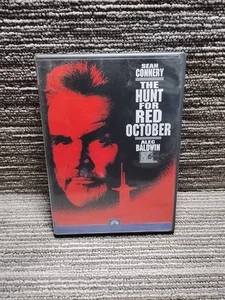 SEAN
CONNERY
THE
HUNT
FOR
RED
OCTOBER
ALEC
BALDWIN